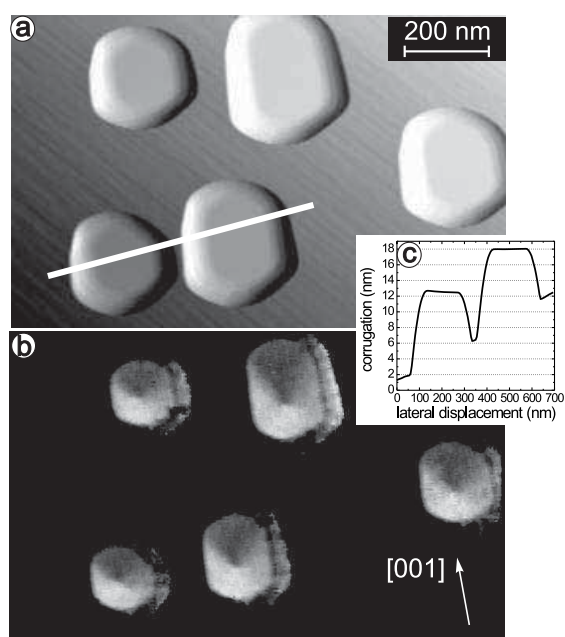 a
200 nm
c
18
16
14
12
10
8
6
4
2
0
corrugation (nm)
0 100 200 300 400 500 600 700
lateral displacement (nm)
b
[001]